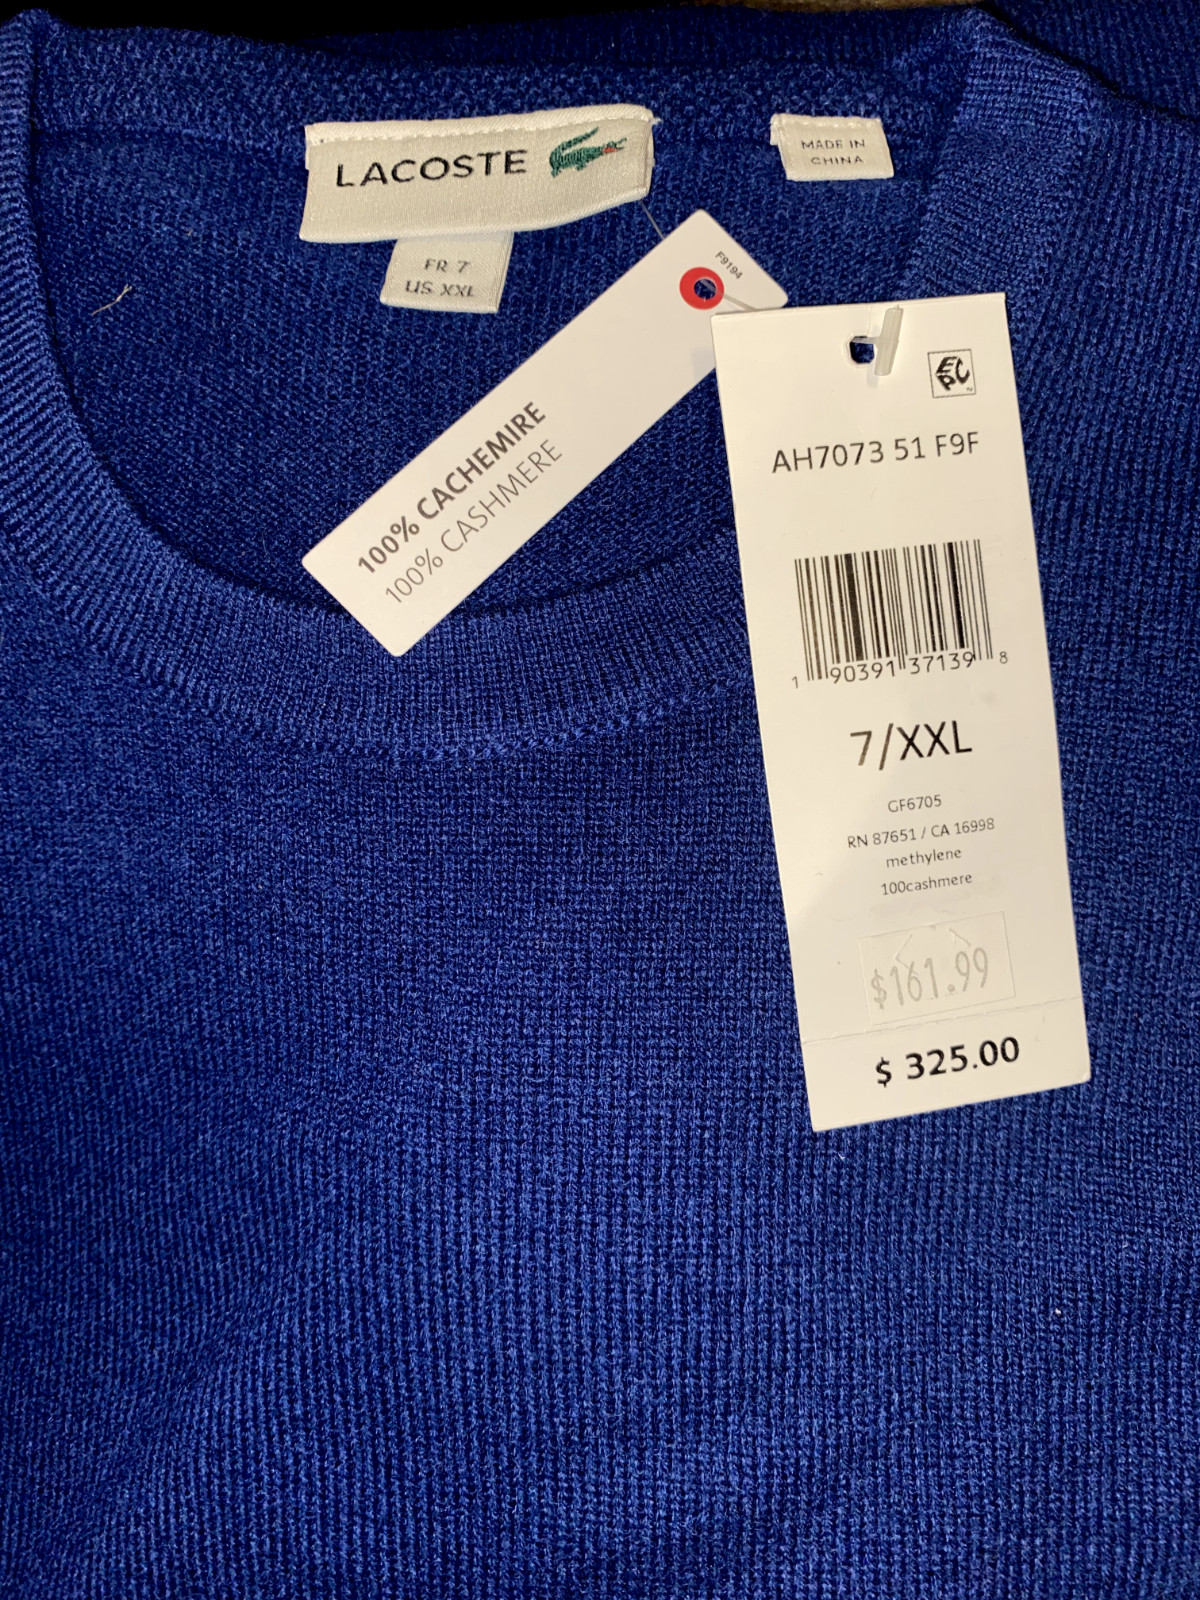 LACOSTE
MADE IN
CHINA
FR 7
US XXL
F9194
100% CACHEMIRE
100% CASHMERE
EPC
AH7073 51 F9F
1 90391 37139 8
7/XXL
GF6705
RN 87651 / CA 16998
methylene
100cashmere
$161.99
$ 325.00